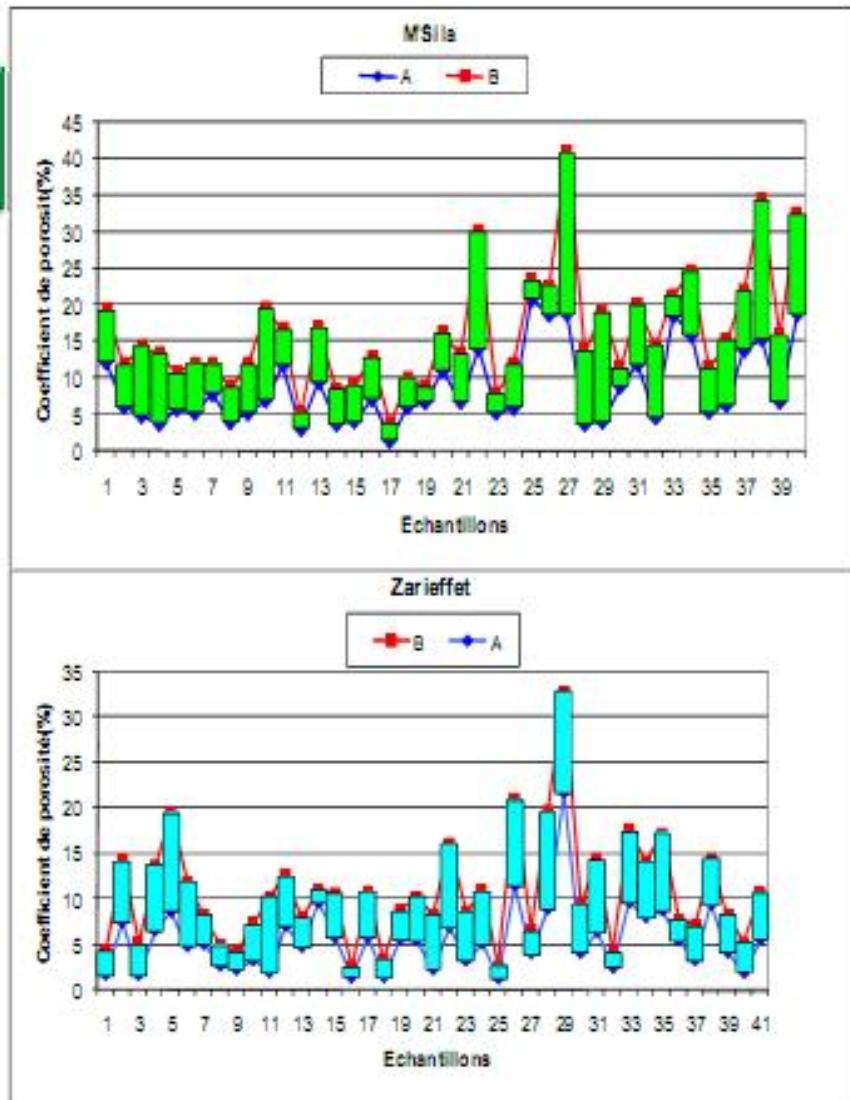 M'Sila
A B
Coefficient de porosit(%)
45
40
35
30
25
20
15
10
5
0
1 3 5 7 9 11 13 15 17 19 21 23 25 27 29 31 33 35 37 39
Echantillons
Zarieffet
B A
Coefficient de porosité(%)
35
30
25
20
15
10
5
0
1 3 5 7 9 11 13 15 17 19 21 23 25 27 29 31 33 35 37 39 41
Echantillons